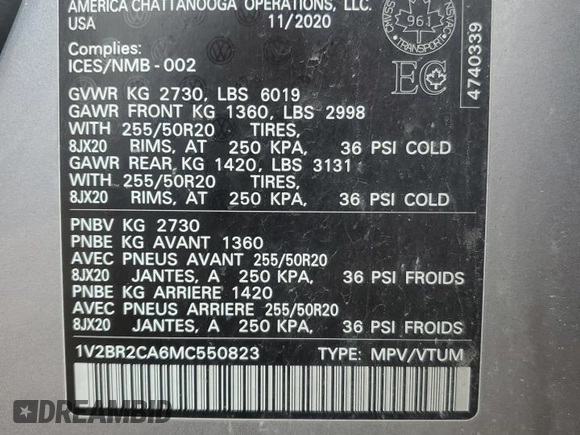 AMERICA CHATTANOOGA OPERATIONS, LLC.
USA 11/2020
Complies:
ICES/NMB - 002
961
TRANSPORT
EC
4740339
GVWR KG 2730, LBS 6019
GAWR FRONT KG 1360, LBS 2998
WITH 255/50R20 TIRES,
8JX20 RIMS, AT 250 KPA, 36 PSI COLD
GAWR REAR KG 1420, LBS 3131
WITH 255/50R20 TIRES,
8JX20 RIMS, AT 250 KPA, 36 PSI COLD
PNBV KG 2730
PNBE KG AVANT 1360
AVEC PNEUS AVANT 255/50R20
8JX20 JANTES, A 250 KPA, 36 PSI FROIDS
PNBE KG ARRIERE 1420
AVEC PNEUS ARRIERE 255/50R20
8JX20 JANTES, A 250 KPA, 36 PSI FROIDS
1V2BR2CA6MC550823 TYPE: MPV/VTUM
DREAMBID